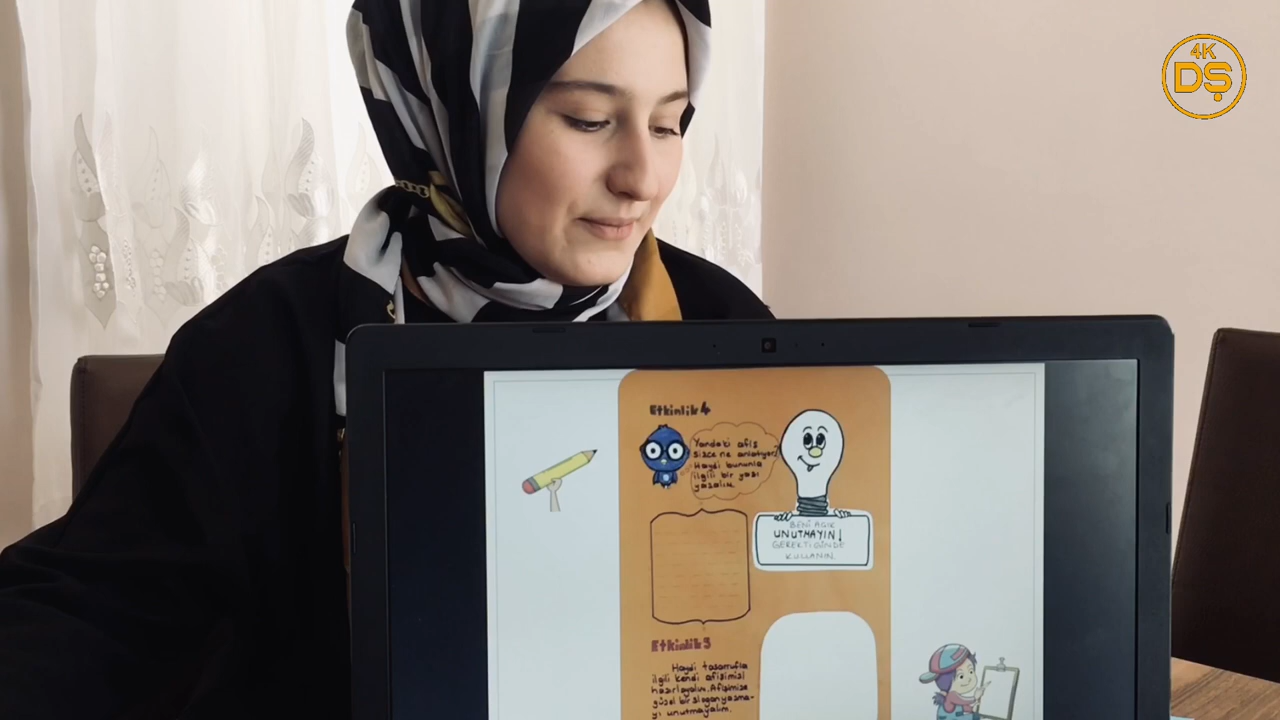 4K
DŞ
Etkinlik 4
Yandaki afiş
sizce ne anlatıyor?
Haydi bununla
ilgili bir yazı
yazalım.
BENİ AÇIK
UNUTMAYIN!
GEREKTİĞİNDE
KULLANIN.
Etkinlik 5
Haydi tasarrufla
ilgili kendi afişimizi
hazırlayalım. Afişimize
güzel bir slogan yazma-
yı unutmayalım.